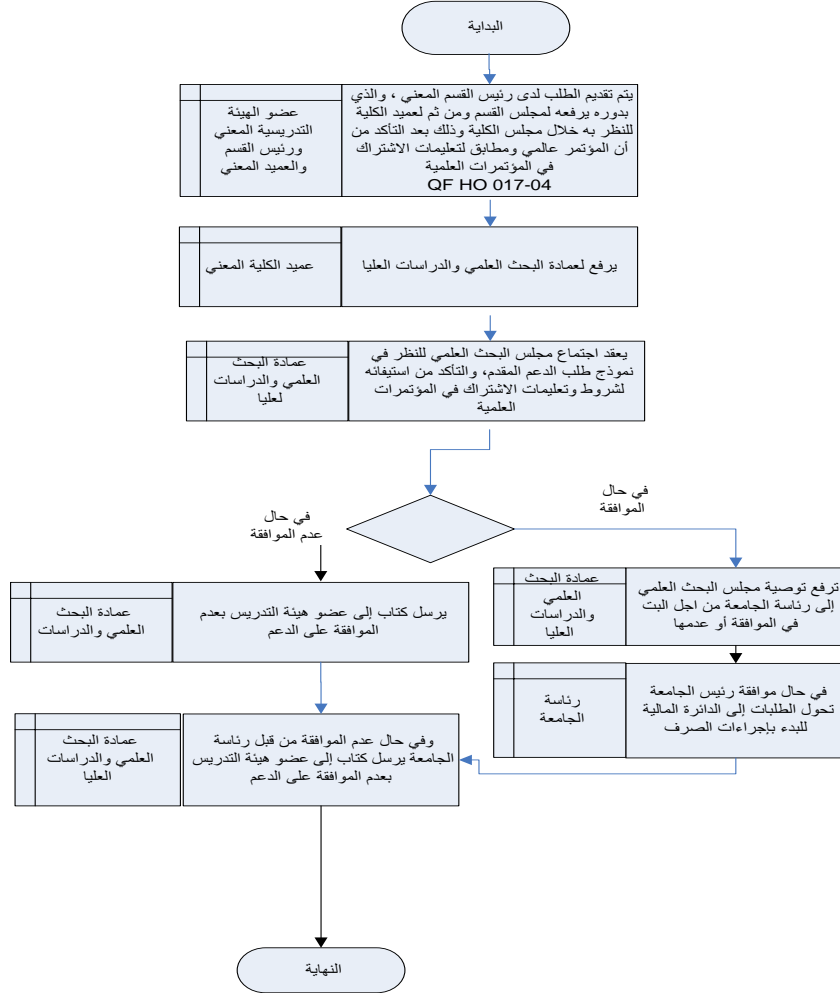 البداية
يتم تقديم الطلب لدى رئيس القسم المعني ، والذي
بدوره يرفعه لمجلس القسم ومن ثم لعميد الكلية
للنظر به خلال مجلس الكلية وذلك بعد التأكد من
أن المؤتمر عالمي ومطابق لتعليمات الاشتراك
في المؤتمرات العلمية
QF HO 017-04
عضو الهيئة
التدريسية المعني
ورئيس القسم
والعميد المعني
يرفع لعمادة البحث العلمي والدراسات العليا
عميد الكلية المعني
يعقد اجتماع مجلس البحث العلمي للنظر في
نموذج طلب الدعم المقدم، والتأكد من استيفائه
لشروط وتعليمات الاشتراك في المؤتمرات
العلمية
عمادة البحث
العلمي والدراسات
لعليا
في حال
الموافقة
في حال
عدم الموافقة
ترفع توصية مجلس البحث العلمي
إلى رئاسة الجامعة من اجل البت
في الموافقة أو عدمها
عمادة البحث
العلمي
والدراسات
العليا
يرسل كتاب إلى عضو هيئة التدريس بعدم
الموافقة على الدعم
عمادة البحث
العلمي والدراسات
في حال موافقة رئيس الجامعة
تحول الطلبات إلى الدائرة المالية
للبدء بإجراءات الصرف
رئاسة
الجامعة
وفي حال عدم الموافقة من قبل رئاسة
الجامعة يرسل كتاب إلى عضو هيئة التدريس
بعدم الموافقة على الدعم
عمادة البحث
العلمي والدراسات
العليا
النهاية